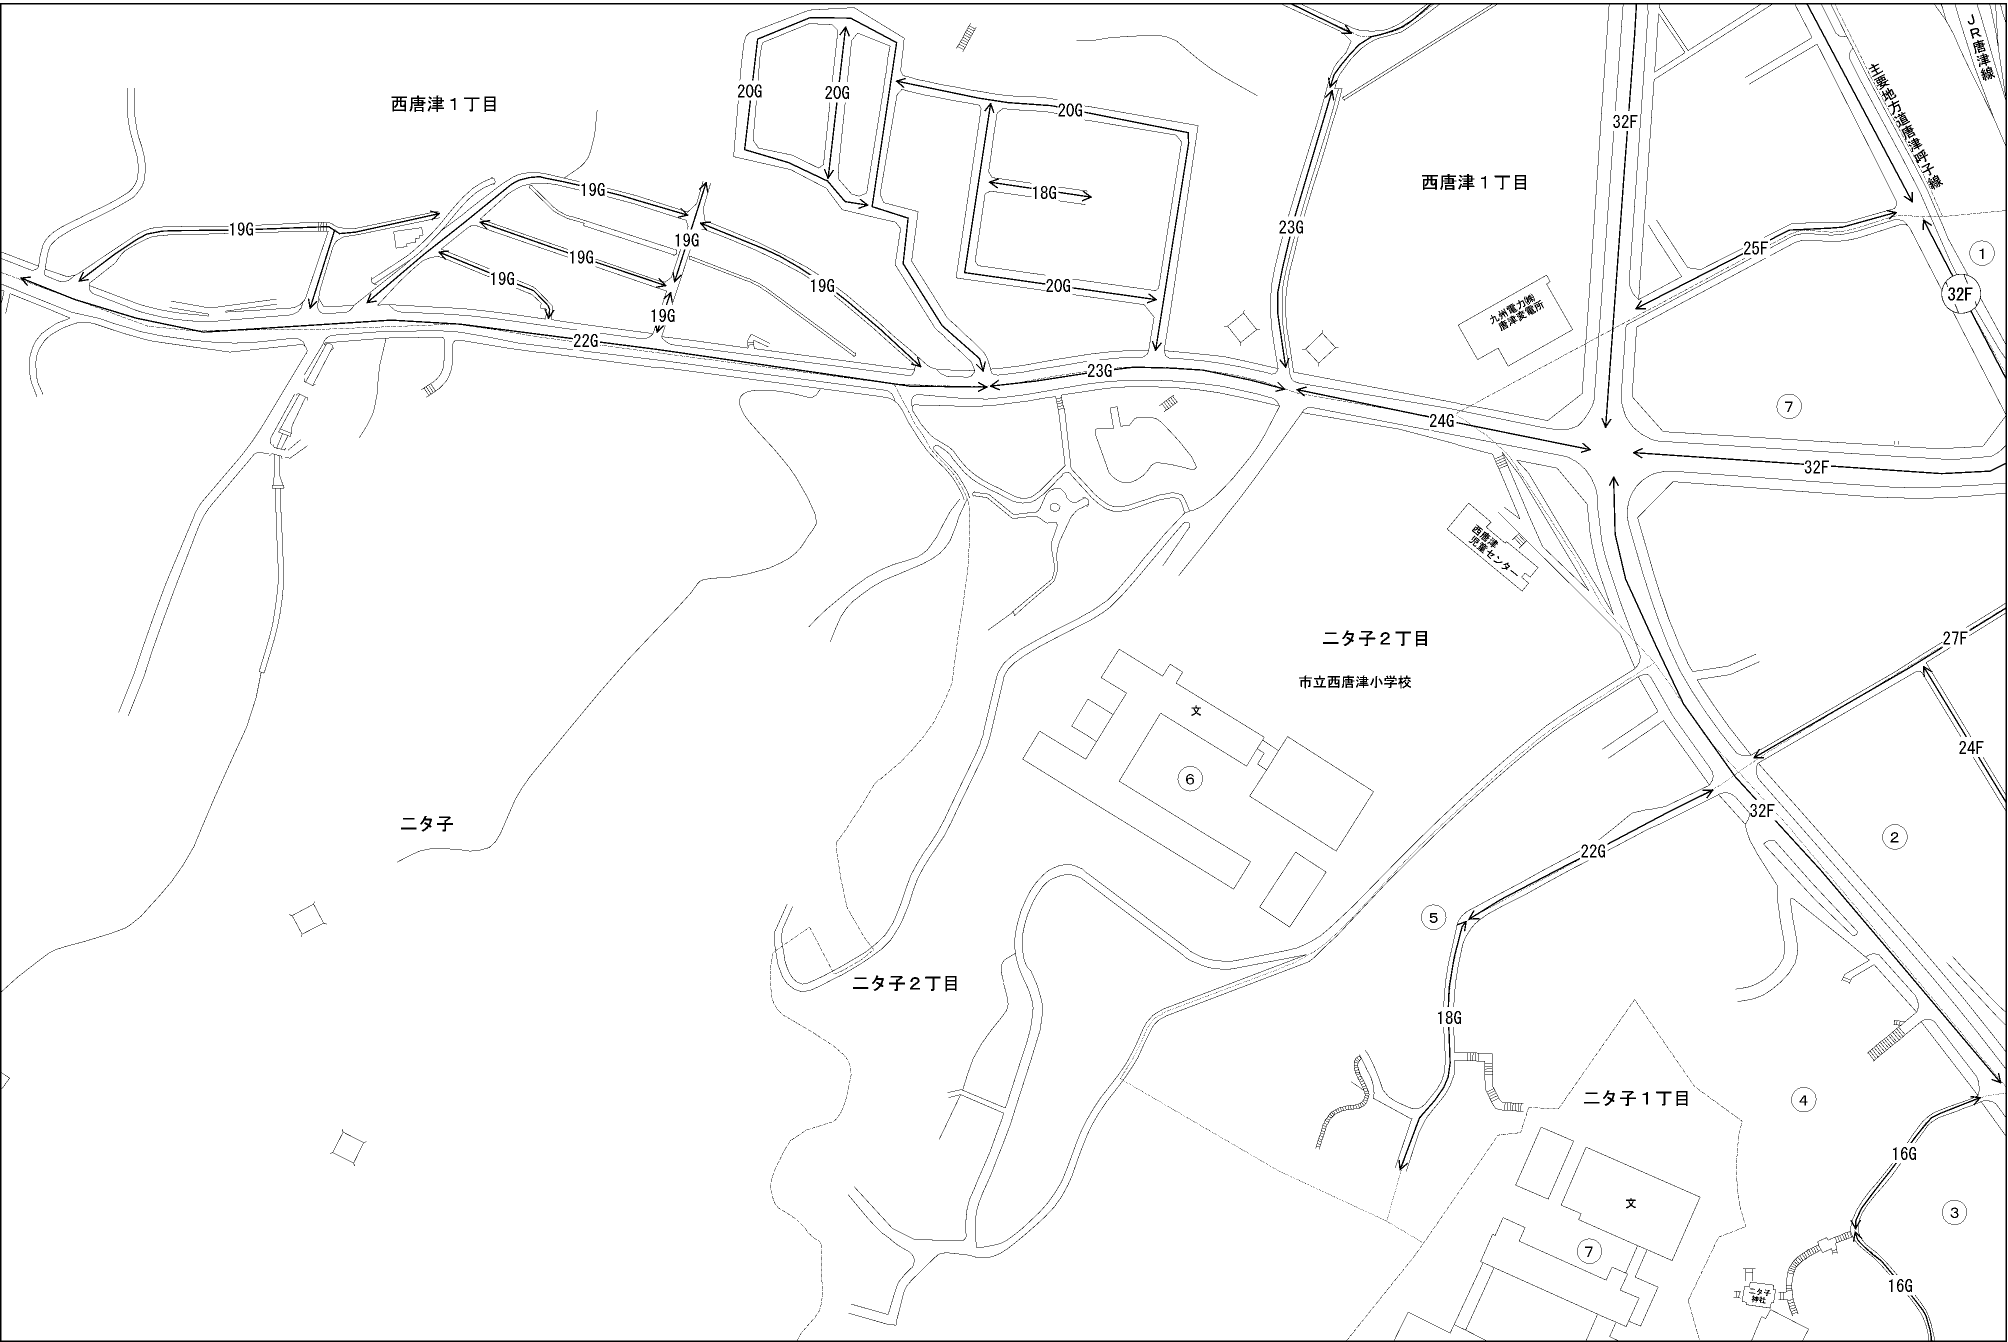 JR唐津線
主要地方道唐津呼子線
20G
20G
西唐津１丁目
20G
32F
西唐津１丁目
19G
18G
19G
19G
23G
25F
1
19G
19G
19G
20G
32F
九州電力㈱
唐津変電所
19G
22G
23G
7
24G
32F
西唐津
児童センター
二タ子２丁目
27F
市立西唐津小学校
文
24F
6
32F
二タ子
2
22G
5
二タ子２丁目
18G
二タ子１丁目
4
16G
文
3
7
16G
二タ子
神社